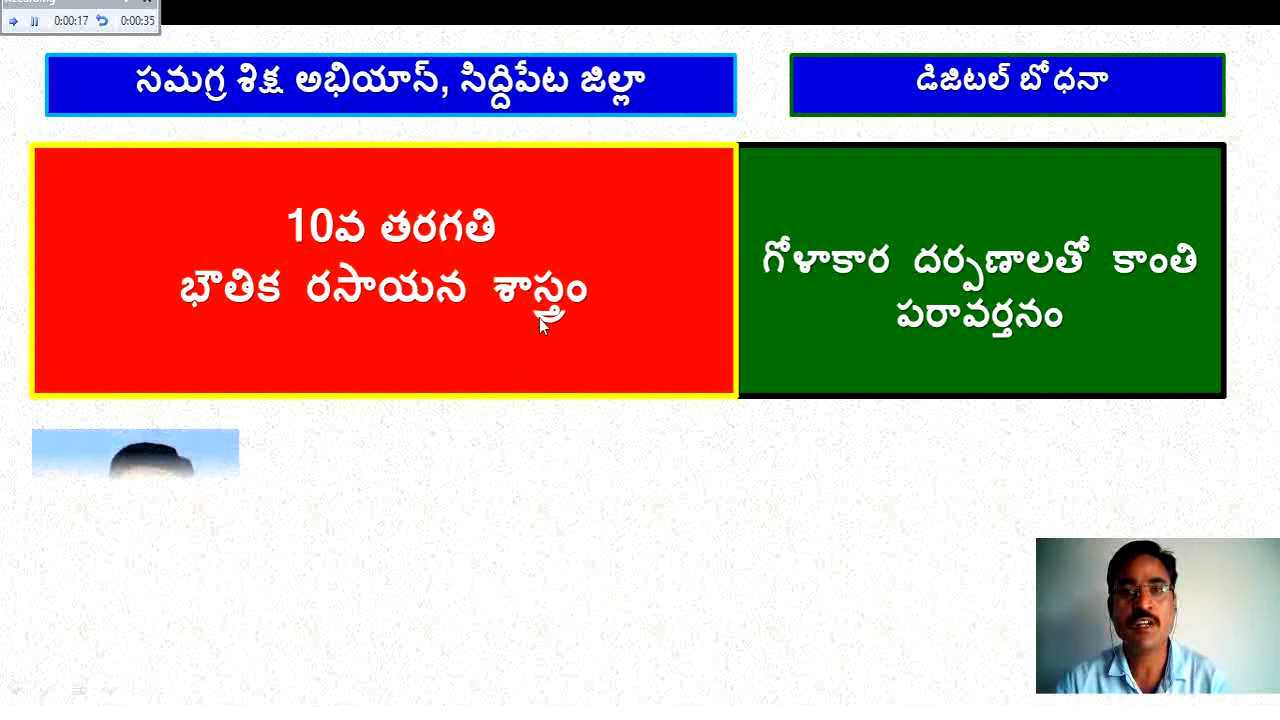 0:00:17 0:00:35
సమగ్ర శిక్ష అభియాస్, సిద్దిపేట జిల్లా
డిజిటల్ బోధనా
10వ తరగతి
భౌతిక రసాయన శాస్త్రం
గోళాకార దర్పణాలతో కాంతి
పరావర్తనం